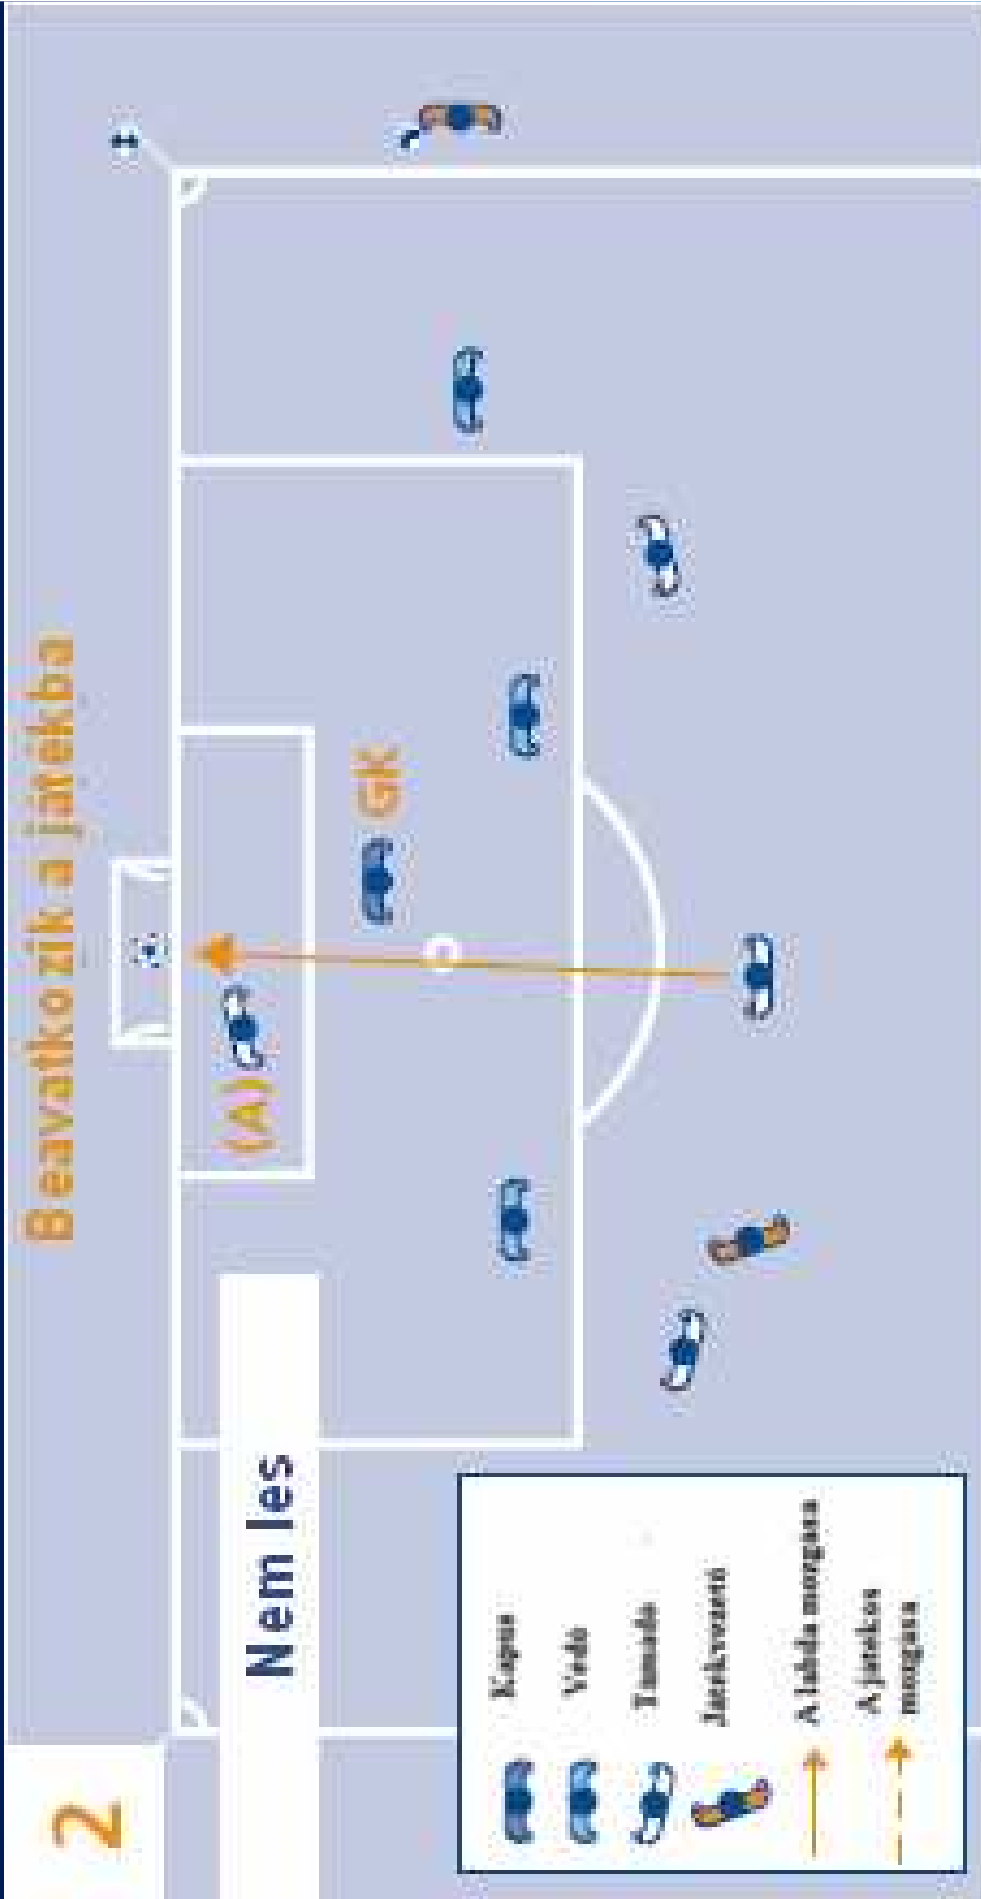 2
Beavatkozik a játékba
Nem les
(A)
GK
Kapus
Védő
Támadó
Játékvezető
A labda mozgása
A játékos
mozgása